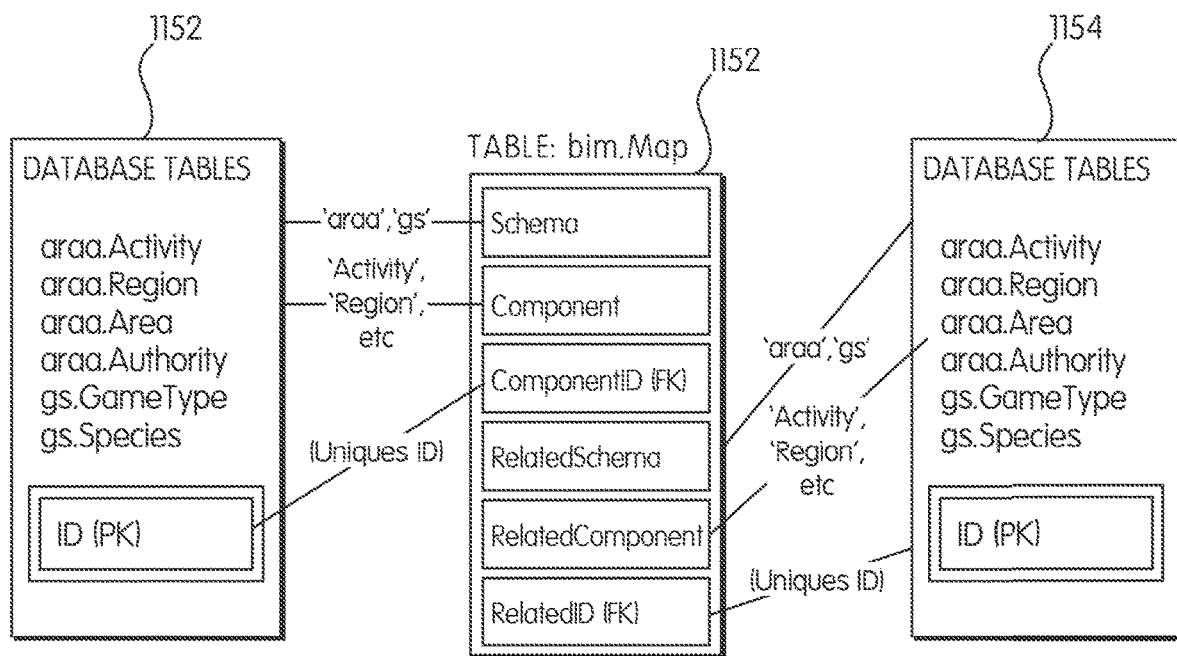 1152
1152
1154
DATABASE TABLES
araa.Activity
araa.Region
araa.Area
araa.Authority
gs.GameType
gs.Species
ID (PK)
'araa','gs'
'Activity',
'Region',
etc
(Uniques ID)
TABLE: bim.Map
Schema
Component
ComponentID (FK)
RelatedSchema
RelatedComponent
RelatedID (FK)
'araa','gs'
'Activity',
'Region',
etc
(Uniques ID)
DATABASE TABLES
araa.Activity
araa.Region
araa.Area
araa.Authority
gs.GameType
gs.Species
ID (PK)